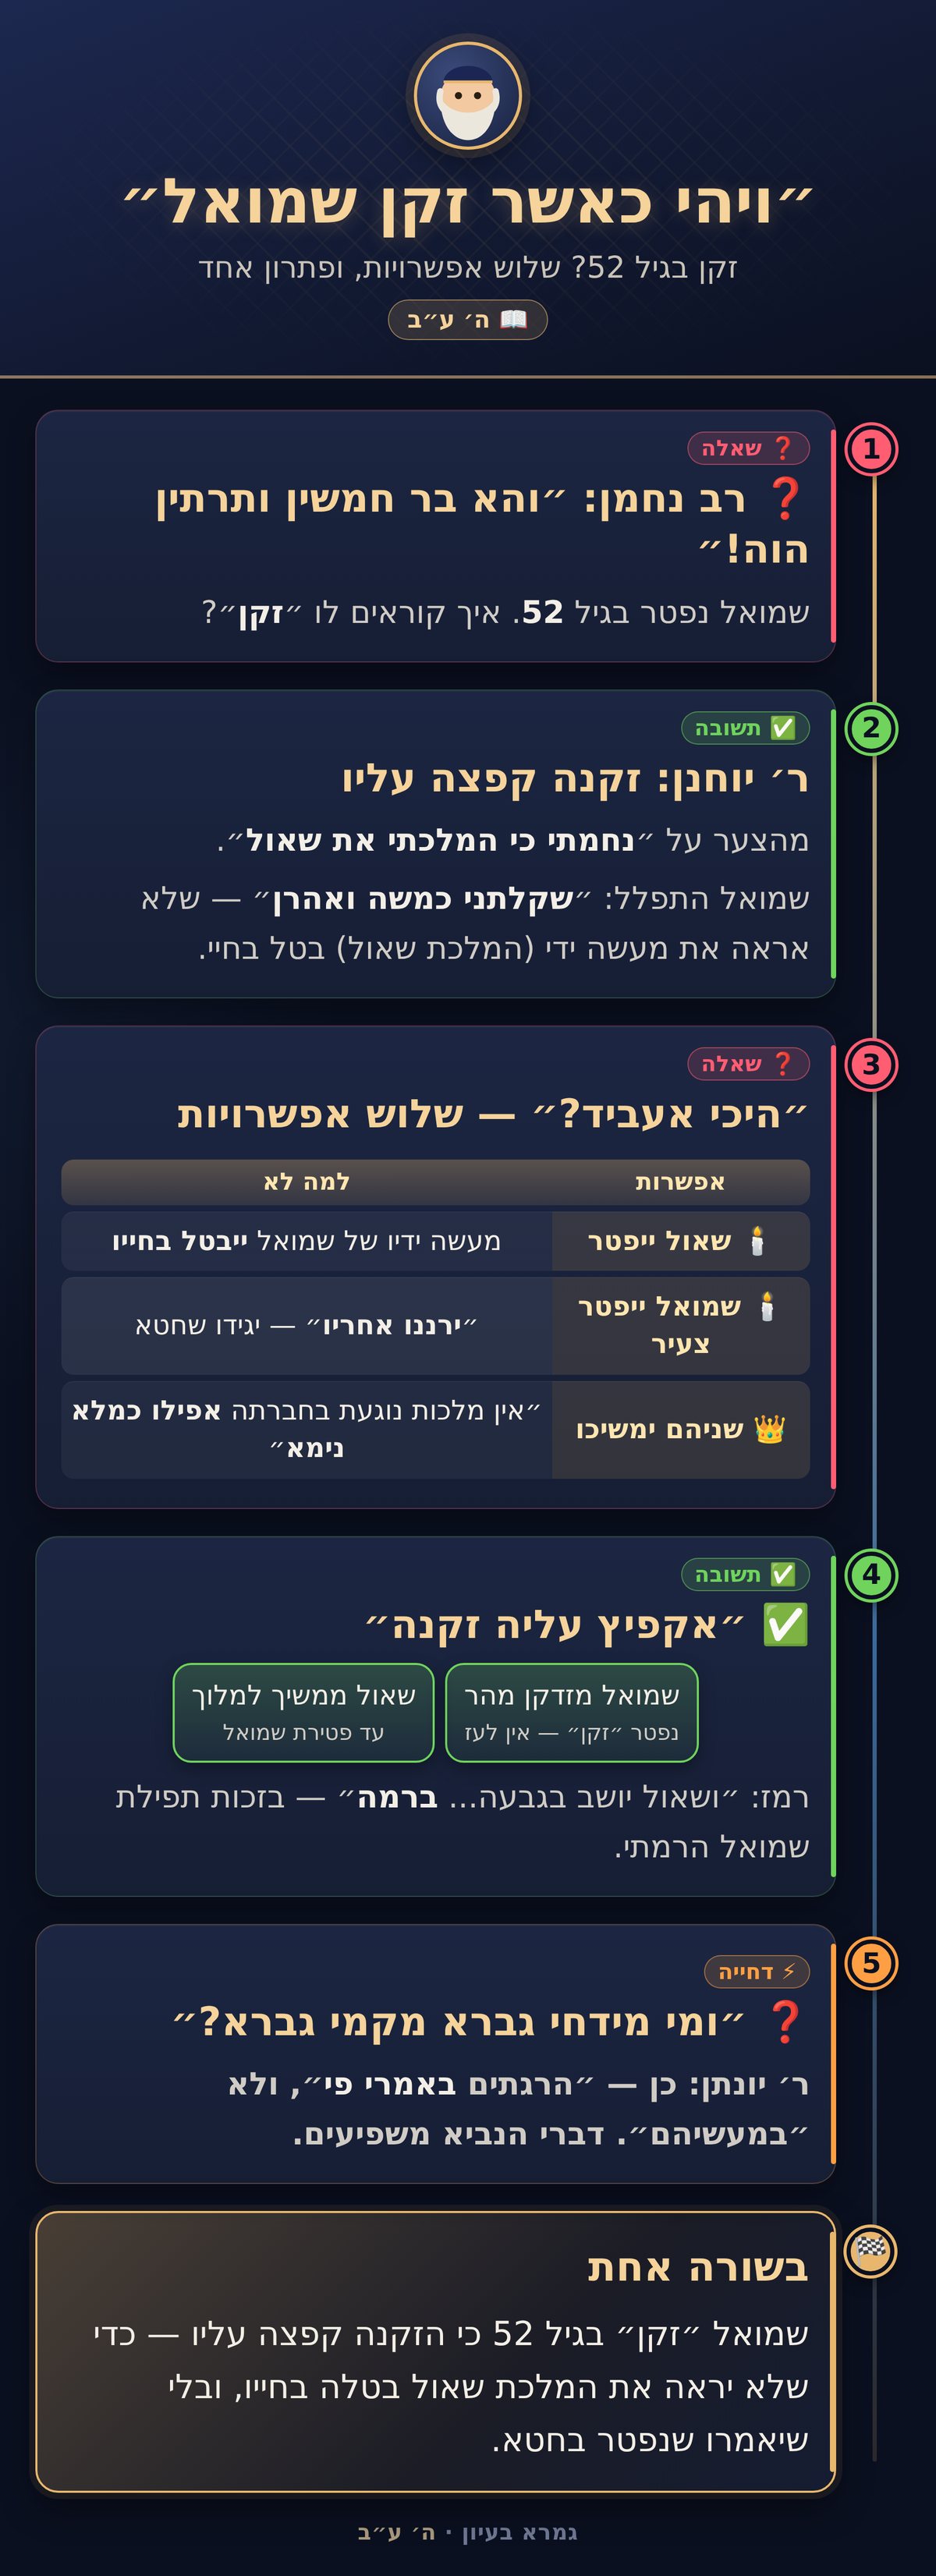 ״ויהי כאשר זקן שמואל״
זקן בגיל 52? שלוש אפשרויות, ופתרון אחד
📖 ה׳ ע״ב
1
❓ שאלה
❓ רב נחמן: ״והא בר חמשין ותרתין
הוה!״
שמואל נפטר בגיל 52. איך קוראים לו ״זקן״?
2
✅ תשובה
ר׳ יוחנן: זקנה קפצה עליו
מהצער על ״נחמתי כי המלכתי את שאול״.
שמואל התפלל: ״שקלתני כמשה ואהרן״ — שלא
אראה את מעשה ידי (המלכת שאול) בטל בחיי.
3
❓ שאלה
״היכי אעביד?״ — שלוש אפשרויות
אפשרות למה לא
🕯️ שאול ייפטר מעשה ידיו של שמואל ייבטל בחייו
🕯️ שמואל ייפטר
צעיר
״ירננו אחריו״ — יגידו שחטא
👑 שניהם ימשיכו
״אין מלכות נוגעת בחברתה אפילו כמלא
נימא״
4
✅ תשובה
✅ ״אקפיץ עליה זקנה״
שמואל מזדקן מהר
נפטר ״זקן״ — אין לעז
שאול ממשיך למלוך
עד פטירת שמואל
רמז: ״ושאול יושב בגבעה... ברמה״ — בזכות תפילת
שמואל הרמתי.
5
⚡ דחייה
❓ ״ומי מידחי גברא מקמי גברא?״
ר׳ יונתן: כן — ״הרגתים באמרי פי״, ולא
״במעשיהם״. דברי הנביא משפיעים.
🏁
בשורה אחת
שמואל ״זקן״ בגיל 52 כי הזקנה קפצה עליו — כדי
שלא יראה את המלכת שאול בטלה בחייו, ובלי
שיאמרו שנפטר בחטא.
גמרא בעיון · ה׳ ע״ב